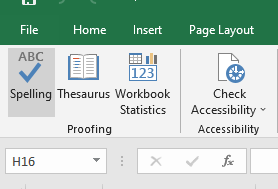 File Home Insert Page Layout
ABC
123
Spelling Thesaurus Workbook Check
Statistics Accessibility
Proofing Accessibility
H16 fx